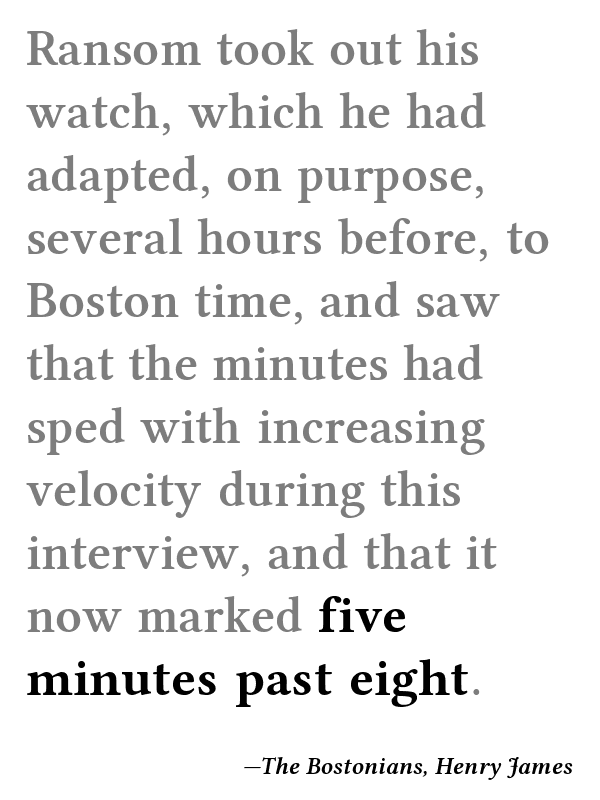 Ransom took out his
watch, which he had
adapted, on purpose,
several hours before, to
Boston time, and saw
that the minutes had
sped with increasing
velocity during this
interview, and that it
now marked five
minutes past eight.
—The Bostonians, Henry James